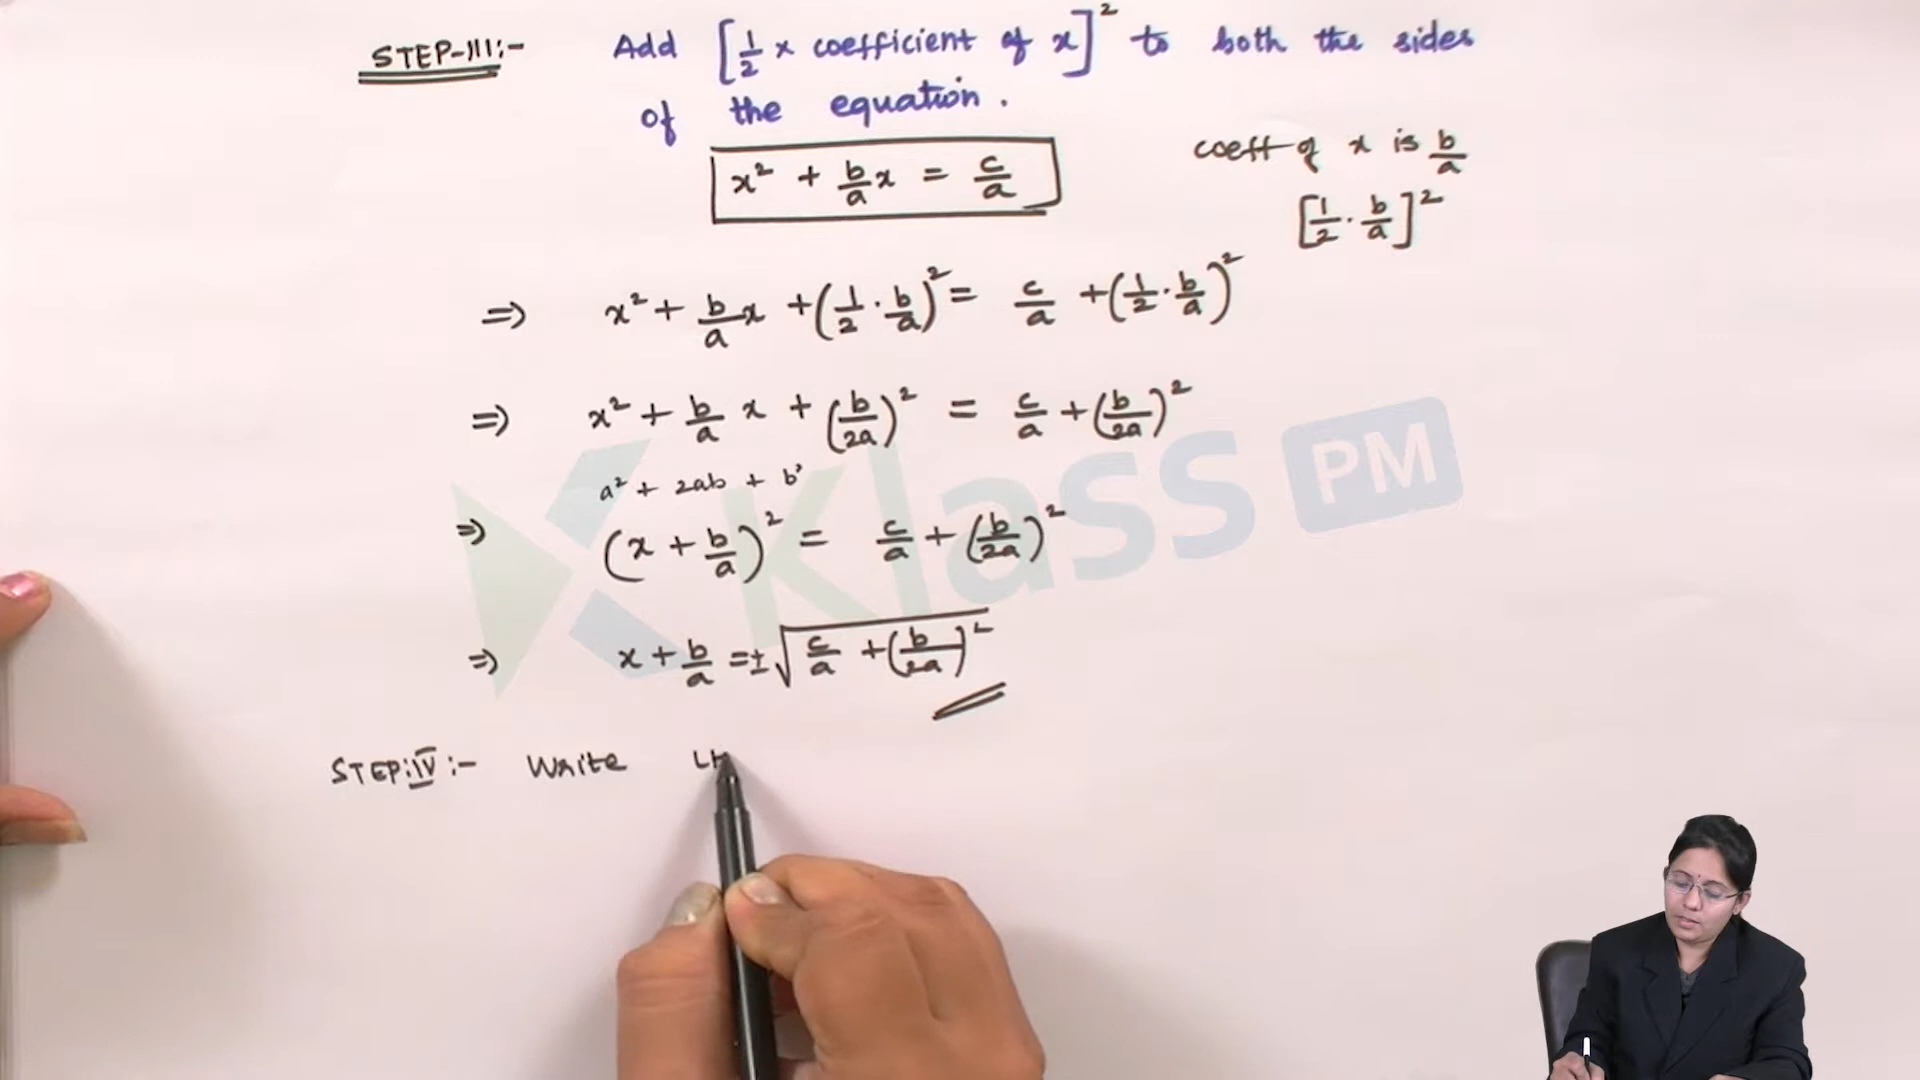 STEP-III:- Add [1/2 x coefficient of x]² to both the sides
of the equation.
x² + b/a x = c/a
coeff of x is b/a
[1/2 · b/a]²
⇒ x² + b/a x + (1/2 · b/a)² = c/a + (1/2 · b/a)²
⇒ x² + b/a x + (b/2a)² = c/a + (b/2a)²
a² + 2ab + b²
⇒ (x + b/a)² = c/a + (b/2a)²
⇒ x + b/a = ± √(c/a + (b/2a)²)
STEP:IV:- Write LH
Klass PM